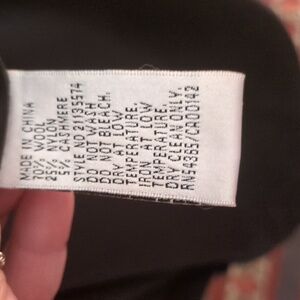 MADE IN CHINA
70% WOOL
25% NYLON
5% CASHMERE
STYLE NO 21135574
DO NOT WASH
DO NOT BLEACH.
DRY AT LOW
TEMPERATURE.
IRON AT LOW
TEMPERATURE.
DRY CLEAN ONLY.
RN54385/CA00142